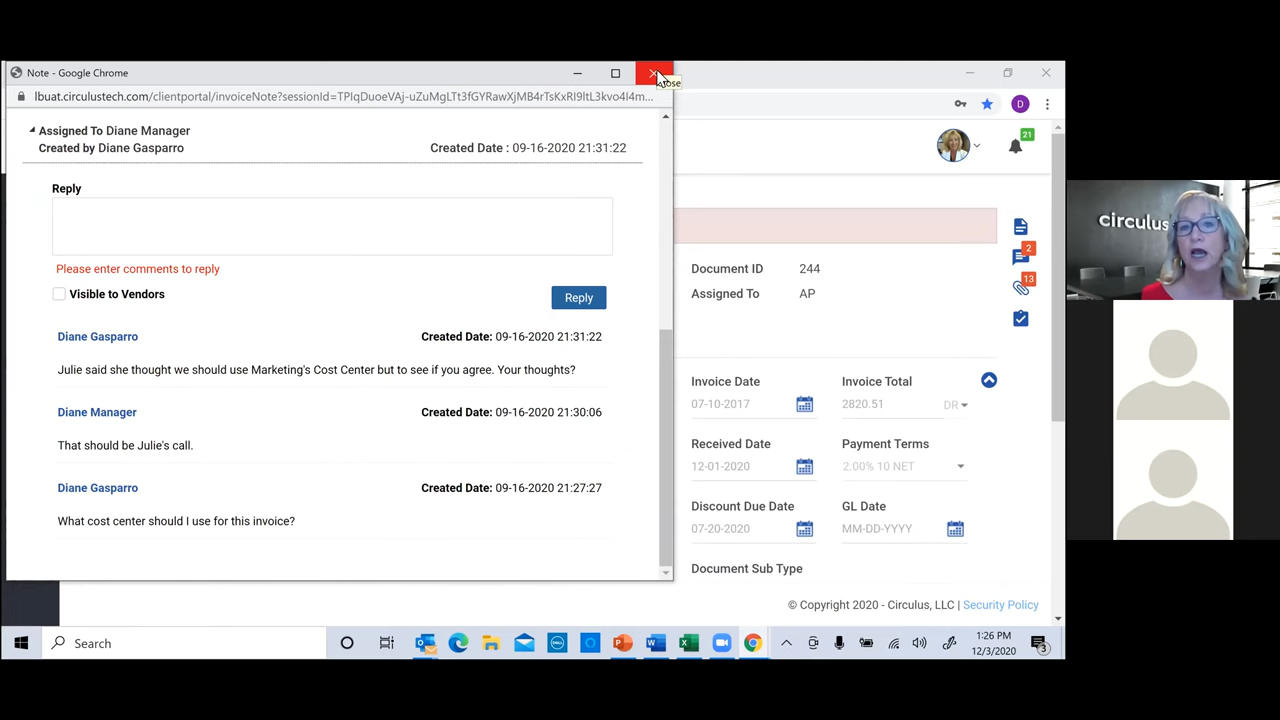 Note - Google Chrome
lbuat.circulustech.com/clientportal/invoiceNote?sessionId=TPIqDuoeVAj-uZuMgLTt3fGYRawXjMB4rTsKxRI9ltL3kvo4I4m...
Assigned To Diane Manager
Created by Diane Gasparro
Created Date : 09-16-2020 21:31:22
Reply
Please enter comments to reply
Visible to Vendors
Reply
Diane Gasparro
Created Date: 09-16-2020 21:31:22
Julie said she thought we should use Marketing's Cost Center but to see if you agree. Your thoughts?
Diane Manager
Created Date: 09-16-2020 21:30:06
That should be Julie's call.
Diane Gasparro
Created Date: 09-16-2020 21:27:27
What cost center should I use for this invoice?
D
21
Document ID 244
Assigned To AP
2
13
Invoice Date
07-10-2017
Invoice Total
2820.51
DR
Received Date
12-01-2020
Payment Terms
2.00% 10 NET
Discount Due Date
07-20-2020
GL Date
MM-DD-YYYY
Document Sub Type
© Copyright 2020 - Circulus, LLC | Security Policy
Search
DELL
1:26 PM
12/3/2020
3
circulus